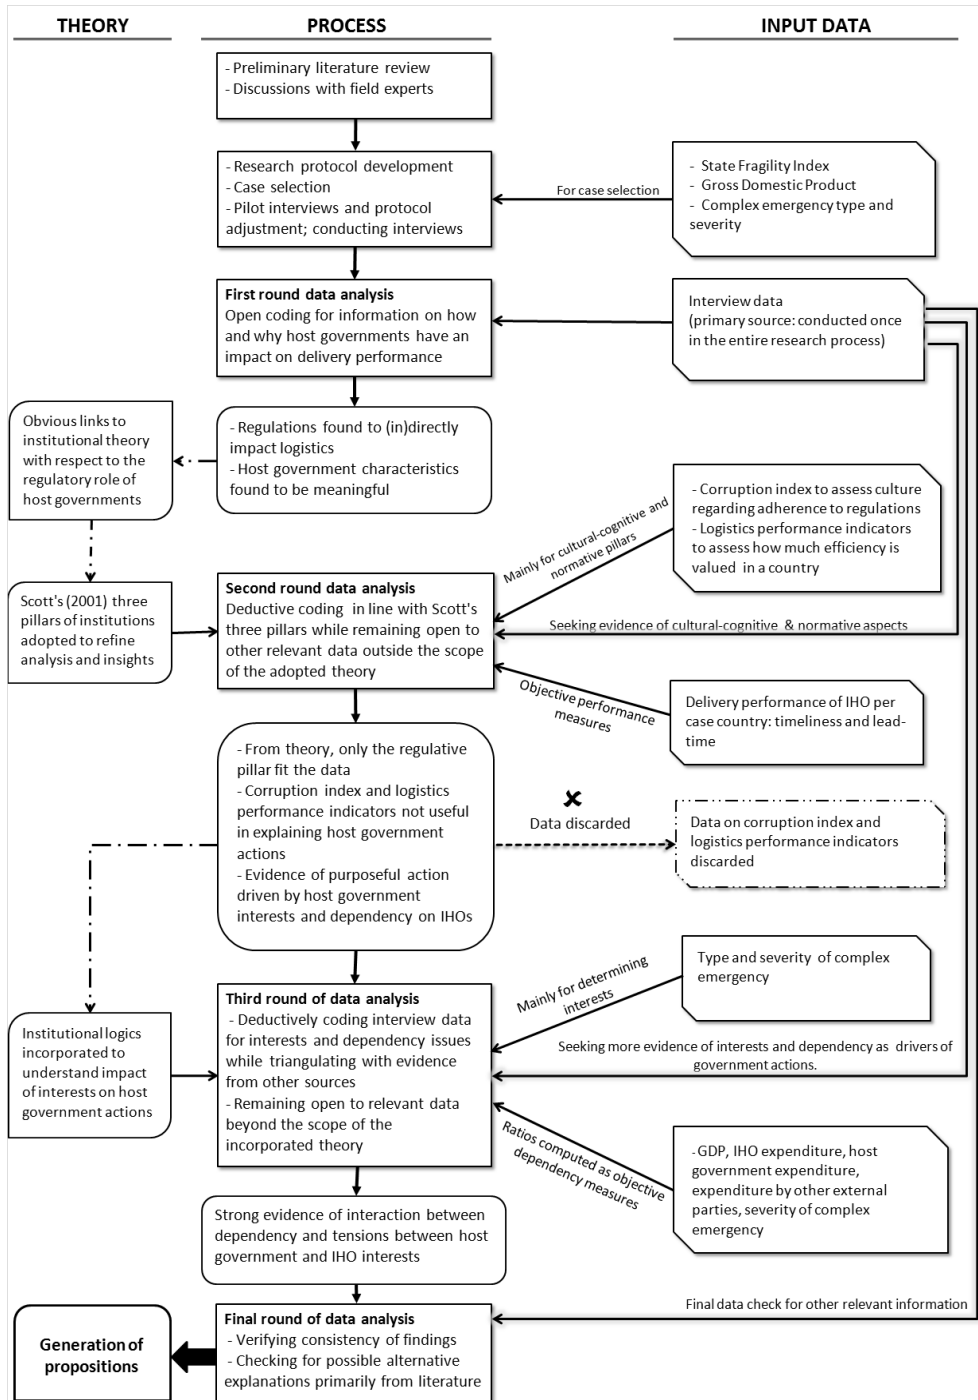 THEORY
PROCESS
INPUT DATA
- Preliminary literature review
- Discussions with field experts
- Research protocol development
- Case selection
- Pilot interviews and protocol
adjustment; conducting interviews
For case selection
- State Fragility Index
- Gross Domestic Product
- Complex emergency type and
severity
First round data analysis
Open coding for information on how
and why host governments have an
impact on delivery performance
Interview data
(primary source: conducted once
in the entire research process)
Obvious links to
institutional theory
with respect to the
regulatory role of
host governments
- Regulations found to (in)directly
impact logistics
- Host government characteristics
found to be meaningful
Mainly for cultural-cognitive and
normative pillars
- Corruption index to assess culture
regarding adherence to regulations
- Logistics performance indicators
to assess how much efficiency is
valued in a country
Scott's (2001) three
pillars of institutions
adopted to refine
analysis and insights
Second round data analysis
Deductive coding in line with Scott's
three pillars while remaining open to
other relevant data outside the scope
of the adopted theory
Seeking evidence of cultural-cognitive & normative aspects
Objective performance
measures
Delivery performance of IHO per
case country: timeliness and lead-
time
- From theory, only the regulative
pillar fit the data
- Corruption index and logistics
performance indicators not useful
in explaining host government
actions
- Evidence of purposeful action
driven by host government
interests and dependency on IHOs
Data discarded
Data on corruption index and
logistics performance indicators
discarded
Mainly for determining
interests
Type and severity of complex
emergency
Institutional logics
incorporated to
understand impact
of interests on host
government actions
Third round of data analysis
- Deductively coding interview data
for interests and dependency issues
while triangulating with evidence
from other sources
- Remaining open to relevant data
beyond the scope of the
incorporated theory
Seeking more evidence of interests and dependency as drivers of
government actions.
Ratios computed as objective
dependency measures
- GDP, IHO expenditure, host
government expenditure,
expenditure by other external
parties, severity of complex
emergency
Strong evidence of interaction between
dependency and tensions between host
government and IHO interests
Final data check for other relevant information
Generation of
propositions
Final round of data analysis
- Verifying consistency of findings
- Checking for possible alternative
explanations primarily from literature